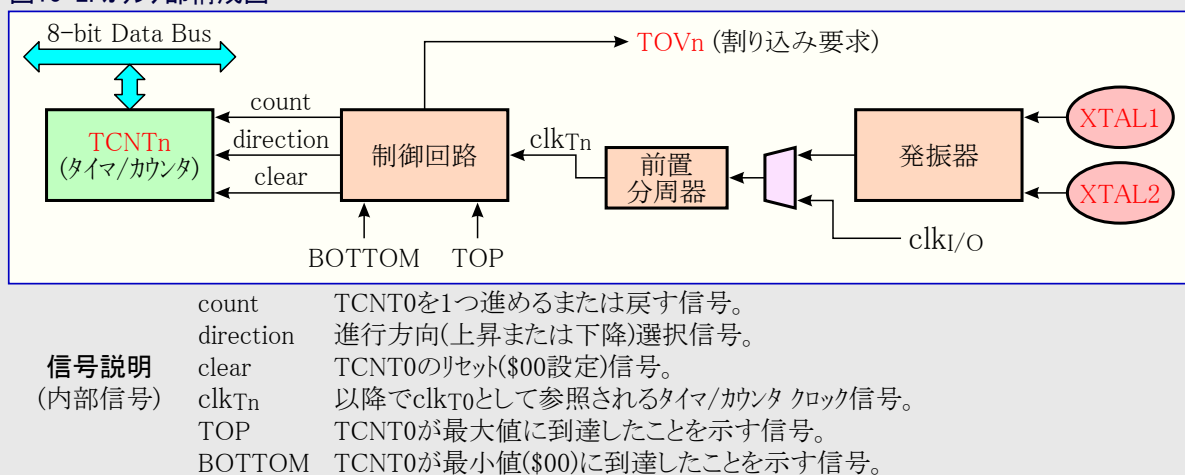 8-bit Data Bus
TOVn (割り込み要求)
count
direction
clear
TCNTn
(タイマ/カウンタ)
制御回路
clkTn
前置
分周器
発振器
XTAL1
XTAL2
clkI/O
BOTTOM
TOP
信号説明
(内部信号)
count TCNT0を1つ進めるまたは戻す信号。
direction 進行方向(上昇または下降)選択信号。
clear TCNT0のリセット($00設定)信号。
clkTn 以降でclkT0として参照されるタイマ/カウンタ クロック信号。
TOP TCNT0が最大値に到達したことを示す信号。
BOTTOM TCNT0が最小値($00)に到達したことを示す信号。